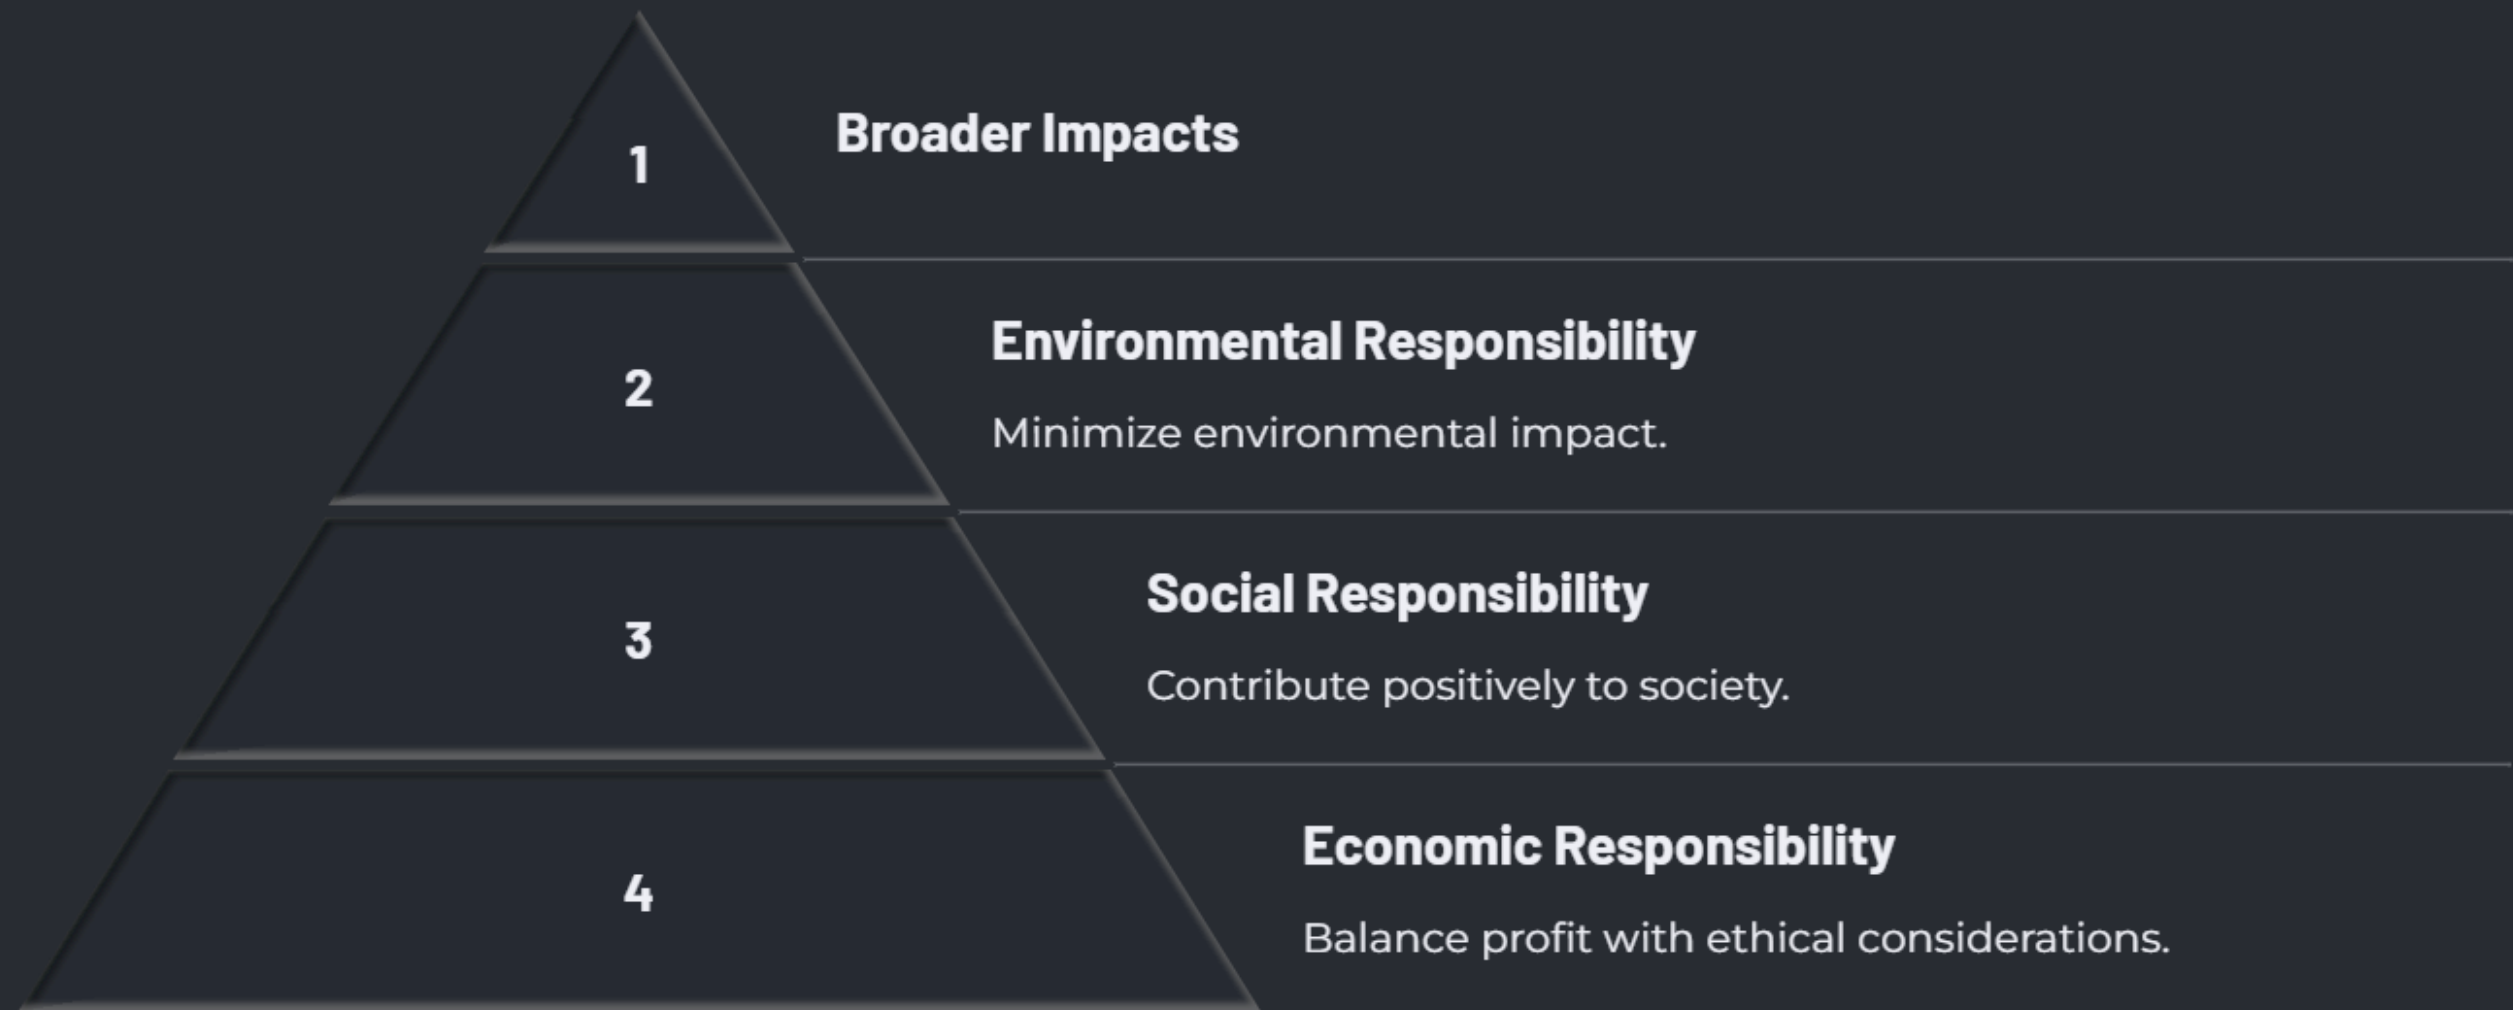 1
Broader Impacts
2
Environmental Responsibility
Minimize environmental impact.
3
Social Responsibility
Contribute positively to society.
4
Economic Responsibility
Balance profit with ethical considerations.